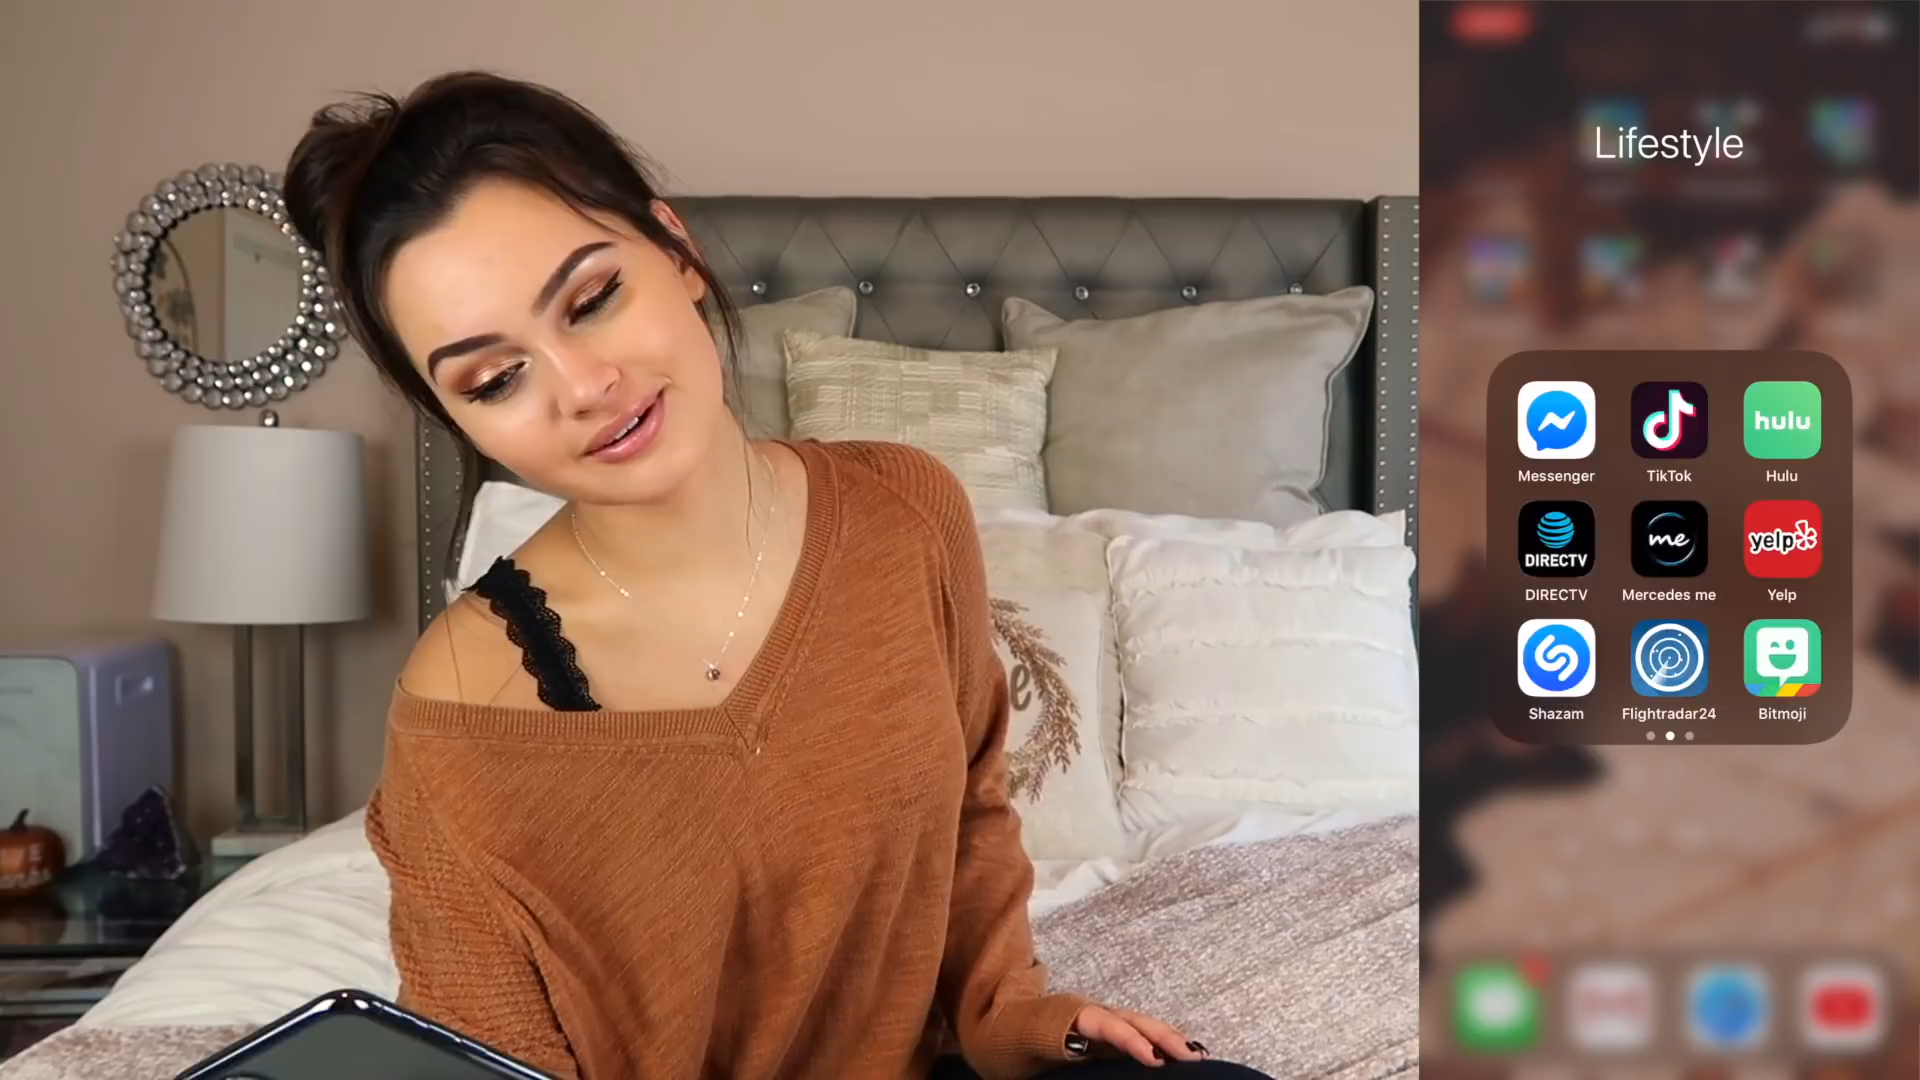 Lifestyle
hulu
Messenger
TikTok
Hulu
DIRECTV
me
yelp
DIRECTV
Mercedes me
Yelp
Shazam
Flightradar24
Bitmoji
e